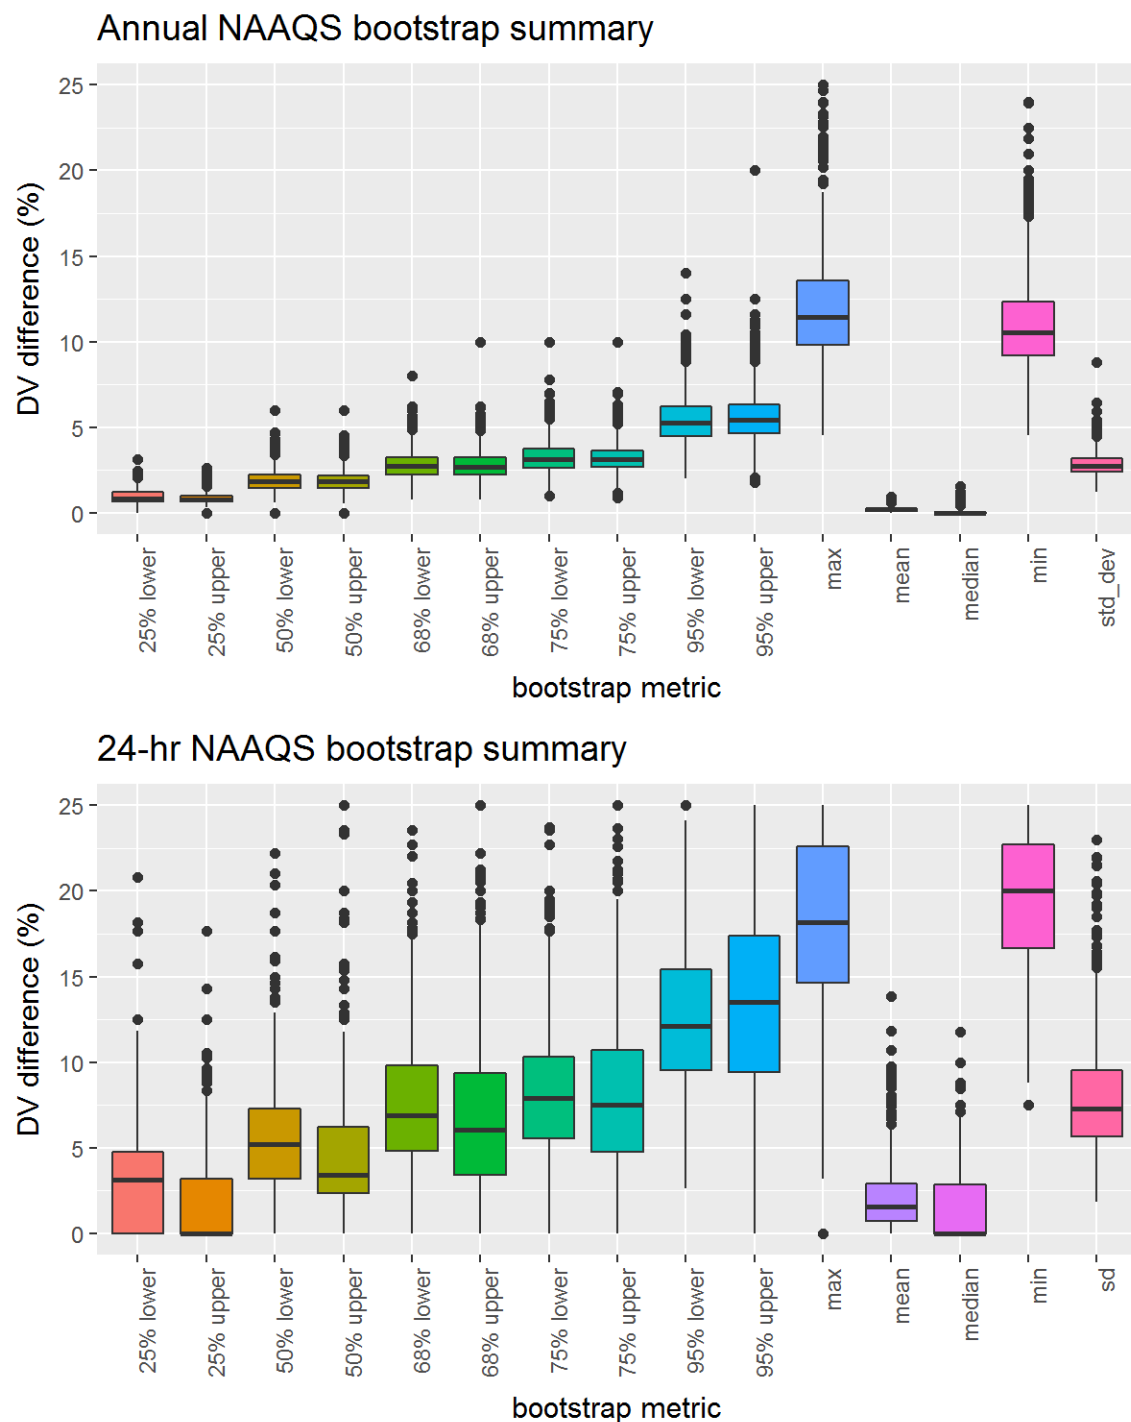 Annual NAAQS bootstrap summary
DV difference (%)
25
20
15
10
5
0
25% lower
25% upper
50% lower
50% upper
68% lower
68% upper
75% lower
75% upper
95% lower
95% upper
max
mean
median
min
std_dev
bootstrap metric
24-hr NAAQS bootstrap summary
DV difference (%)
25
20
15
10
5
0
25% lower
25% upper
50% lower
50% upper
68% lower
68% upper
75% lower
75% upper
95% lower
95% upper
max
mean
median
min
sd
bootstrap metric